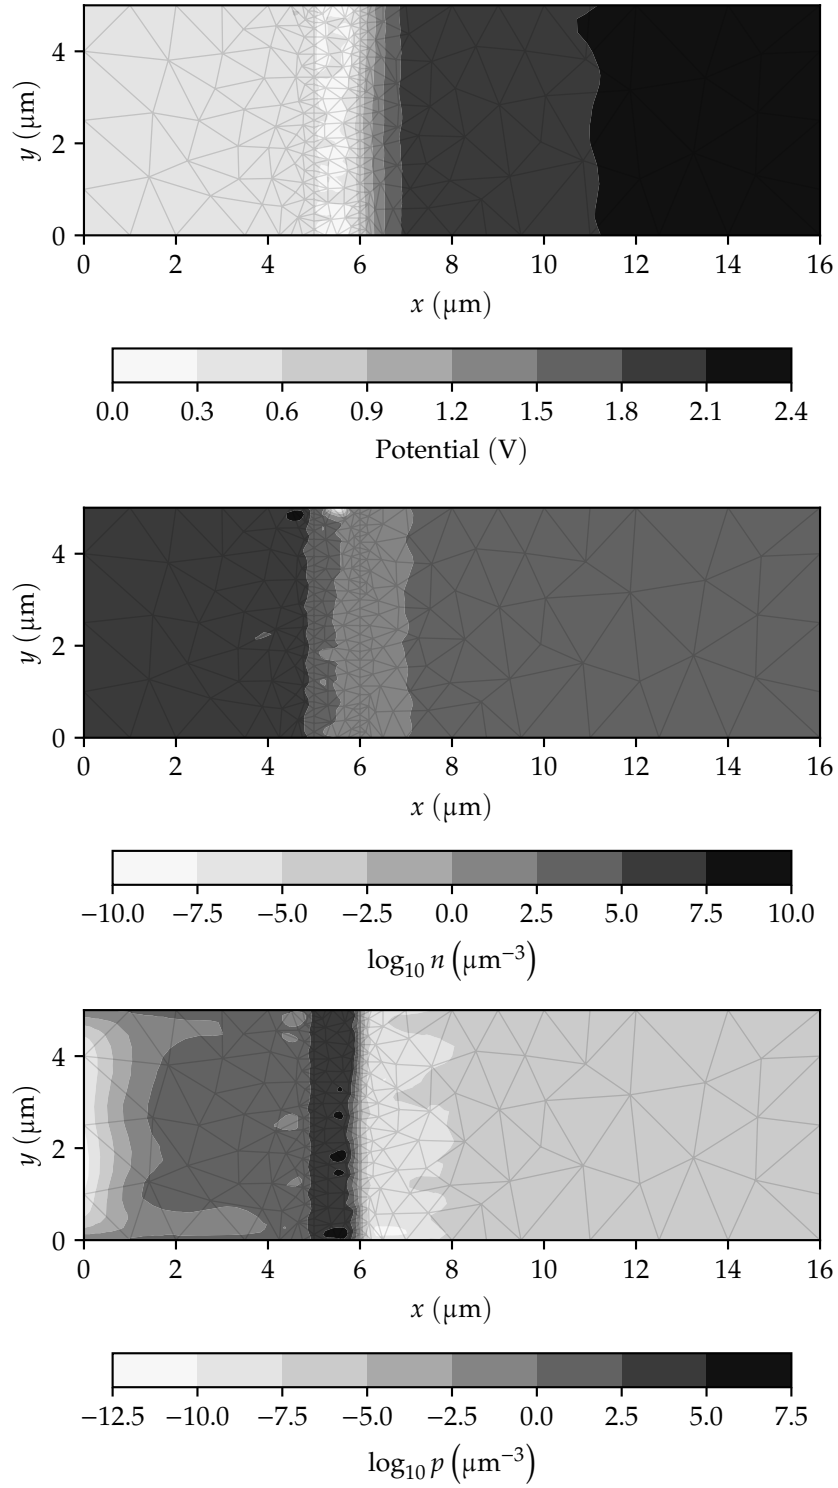 4
2
0
y (µm)
0 2 4 6 8 10 12 14 16
x (µm)
0.0 0.3 0.6 0.9 1.2 1.5 1.8 2.1 2.4
Potential (V)
4
2
0
y (µm)
0 2 4 6 8 10 12 14 16
x (µm)
−10.0 −7.5 −5.0 −2.5 0.0 2.5 5.0 7.5 10.0
log₁₀ n (µm⁻³)
4
2
0
y (µm)
0 2 4 6 8 10 12 14 16
x (µm)
−12.5 −10.0 −7.5 −5.0 −2.5 0.0 2.5 5.0 7.5
log₁₀ p (µm⁻³)